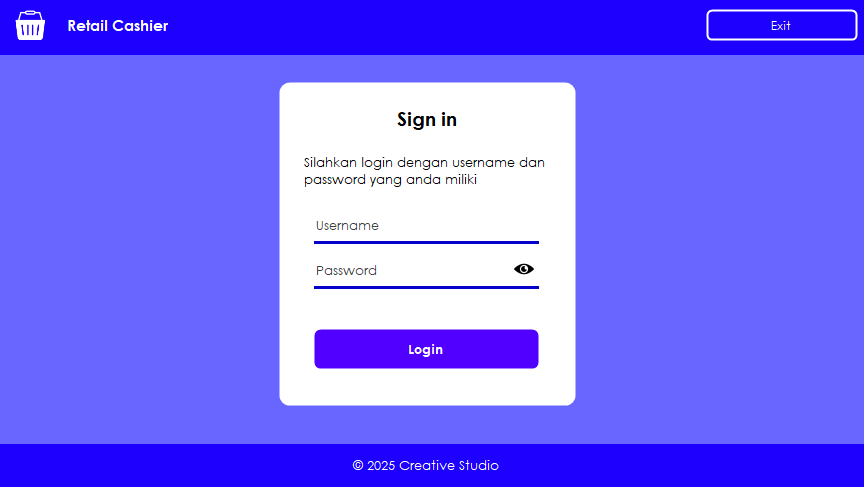 Retail Cashier
Exit
Sign in
Silahkan login dengan username dan
password yang anda miliki
Username
Password
Login
© 2025 Creative Studio